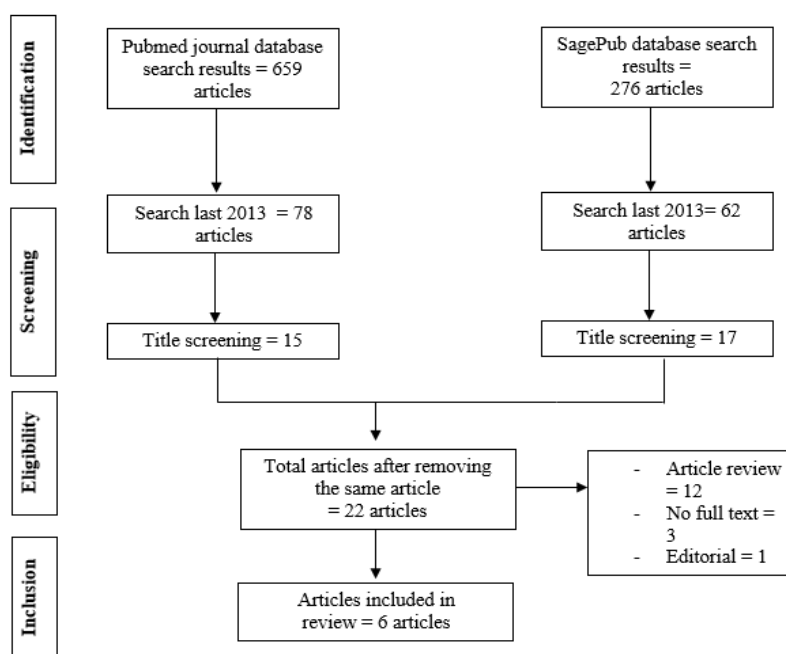 Identification
Pubmed journal database
search results = 659
articles
SagePub database search
results =
276 articles
Screening
Search last 2013 = 78
articles
Search last 2013= 62
articles
Title screening = 15
Title screening = 17
Eligibility
Total articles after removing
the same article
= 22 articles
- Article review
= 12
- No full text =
3
- Editorial = 1
Inclusion
Articles included in
review = 6 articles